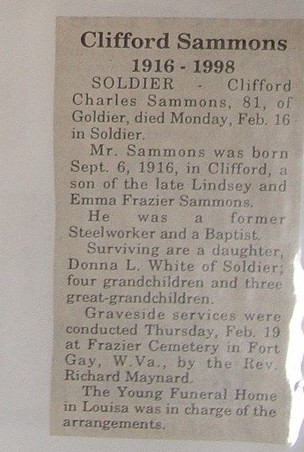 Clifford Sammons
1916 - 1998
SOLDIER - Clifford
Charles Sammons, 81, of
Goldier, died Monday, Feb. 16
in Soldier.
Mr. Sammons was born
Sept. 6, 1916, in Clifford, a
son of the late Lindsey and
Emma Frazier Sammons.
He was a former
Steelworker and a Baptist.
Surviving are a daughter,
Donna L. White of Soldier;
four grandchildren and three
great-grandchildren.
Graveside services were
conducted Thursday, Feb. 19
at Frazier Cemetery in Fort
Gay, W.Va., by the Rev.
Richard Maynard.
The Young Funeral Home
in Louisa was in charge of the
arrangements.